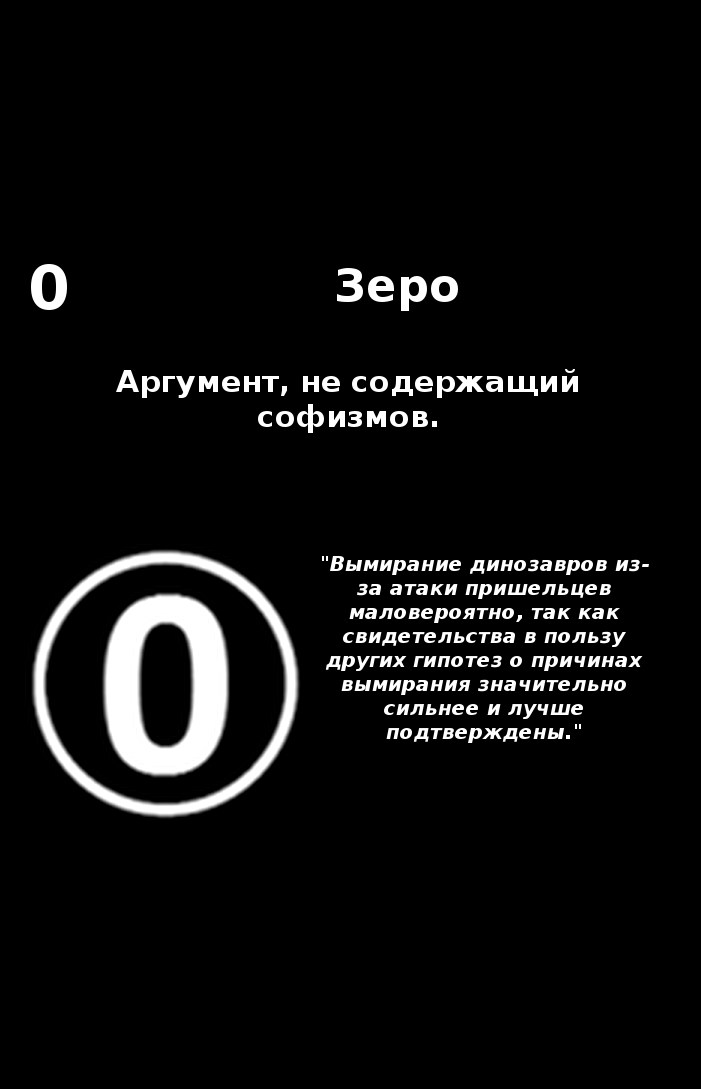 0
Зеро
Аргумент, не содержащий
софизмов.
0
"Вымирание динозавров из-
за атаки пришельцев
маловероятно, так как
свидетельства в пользу
других гипотез о причинах
вымирания значительно
сильнее и лучше
подтверждены."